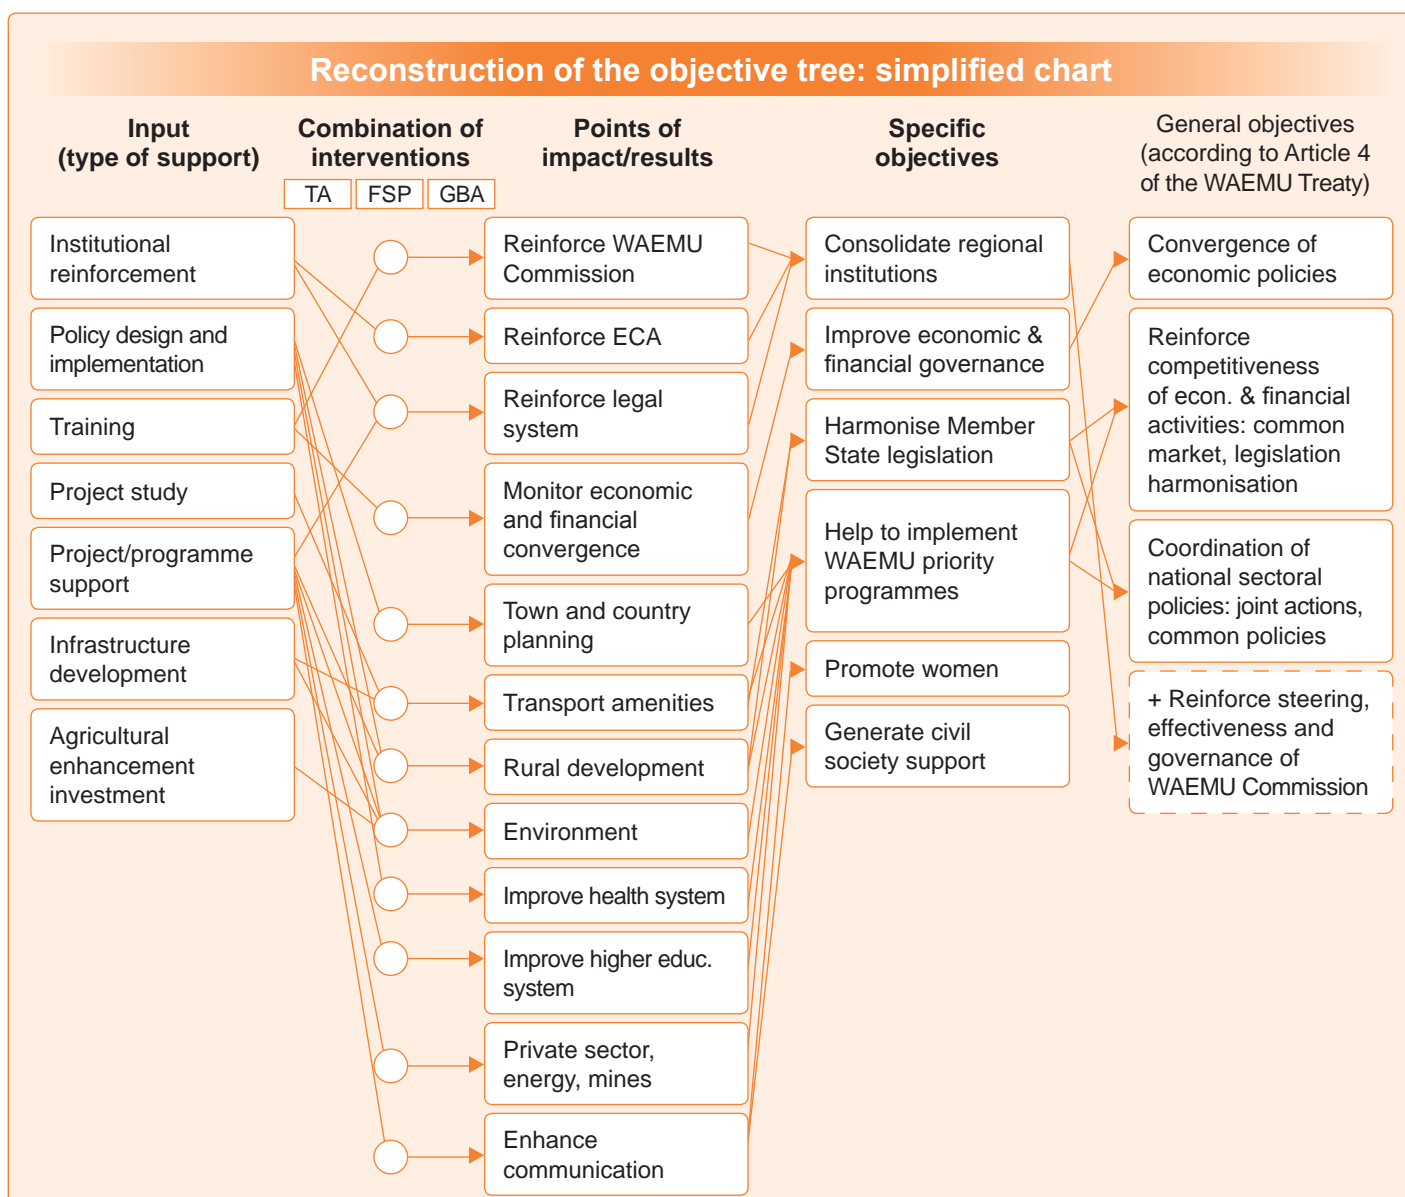 Reconstruction of the objective tree: simplified chart
Input
(type of support)
Combination of
interventions
TA
FSP
GBA
Points of
impact/results
Specific
objectives
General objectives
(according to Article 4
of the WAEMU Treaty)
Institutional
reinforcement
Policy design and
implementation
Training
Project study
Project/programme
support
Infrastructure
development
Agricultural
enhancement
investment
Reinforce WAEMU
Commission
Reinforce ECA
Reinforce legal
system
Monitor economic
and financial
convergence
Town and country
planning
Transport amenities
Rural development
Environment
Improve health system
Improve higher educ.
system
Private sector,
energy, mines
Enhance
communication
Consolidate regional
institutions
Improve economic &
financial governance
Harmonise Member
State legislation
Help to implement
WAEMU priority
programmes
Promote women
Generate civil
society support
Convergence of
economic policies
Reinforce
competitiveness
of econ. & financial
activities: common
market, legislation
harmonisation
Coordination of
national sectoral
policies: joint actions,
common policies
+ Reinforce steering,
effectiveness and
governance of
WAEMU Commission